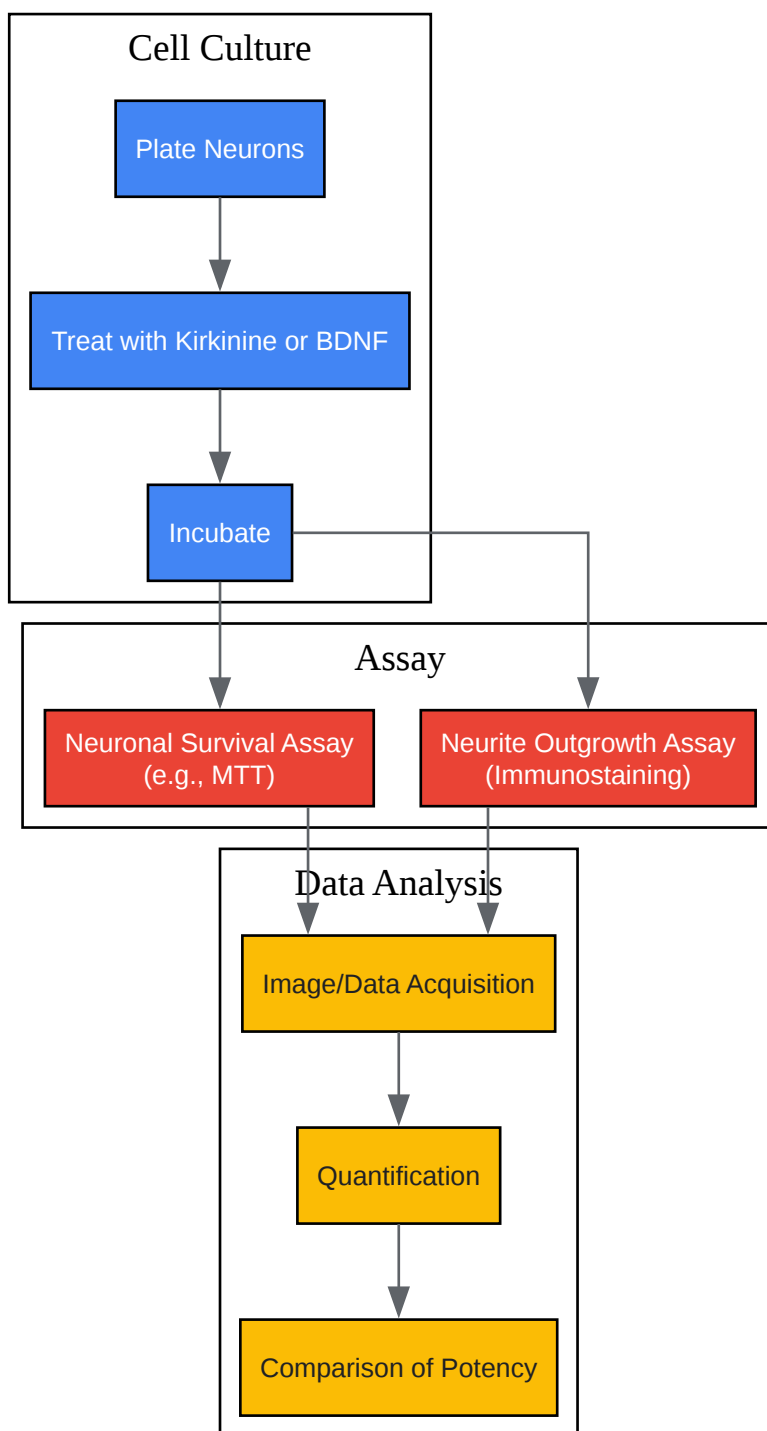 Cell Culture
Plate Neurons
Treat with Kirkinine or BDNF
Incubate
Assay
Neuronal Survival Assay
(e.g., MTT)
Neurite Outgrowth Assay
(Immunostaining)
Data Analysis
Image/Data Acquisition
Quantification
Comparison of Potency